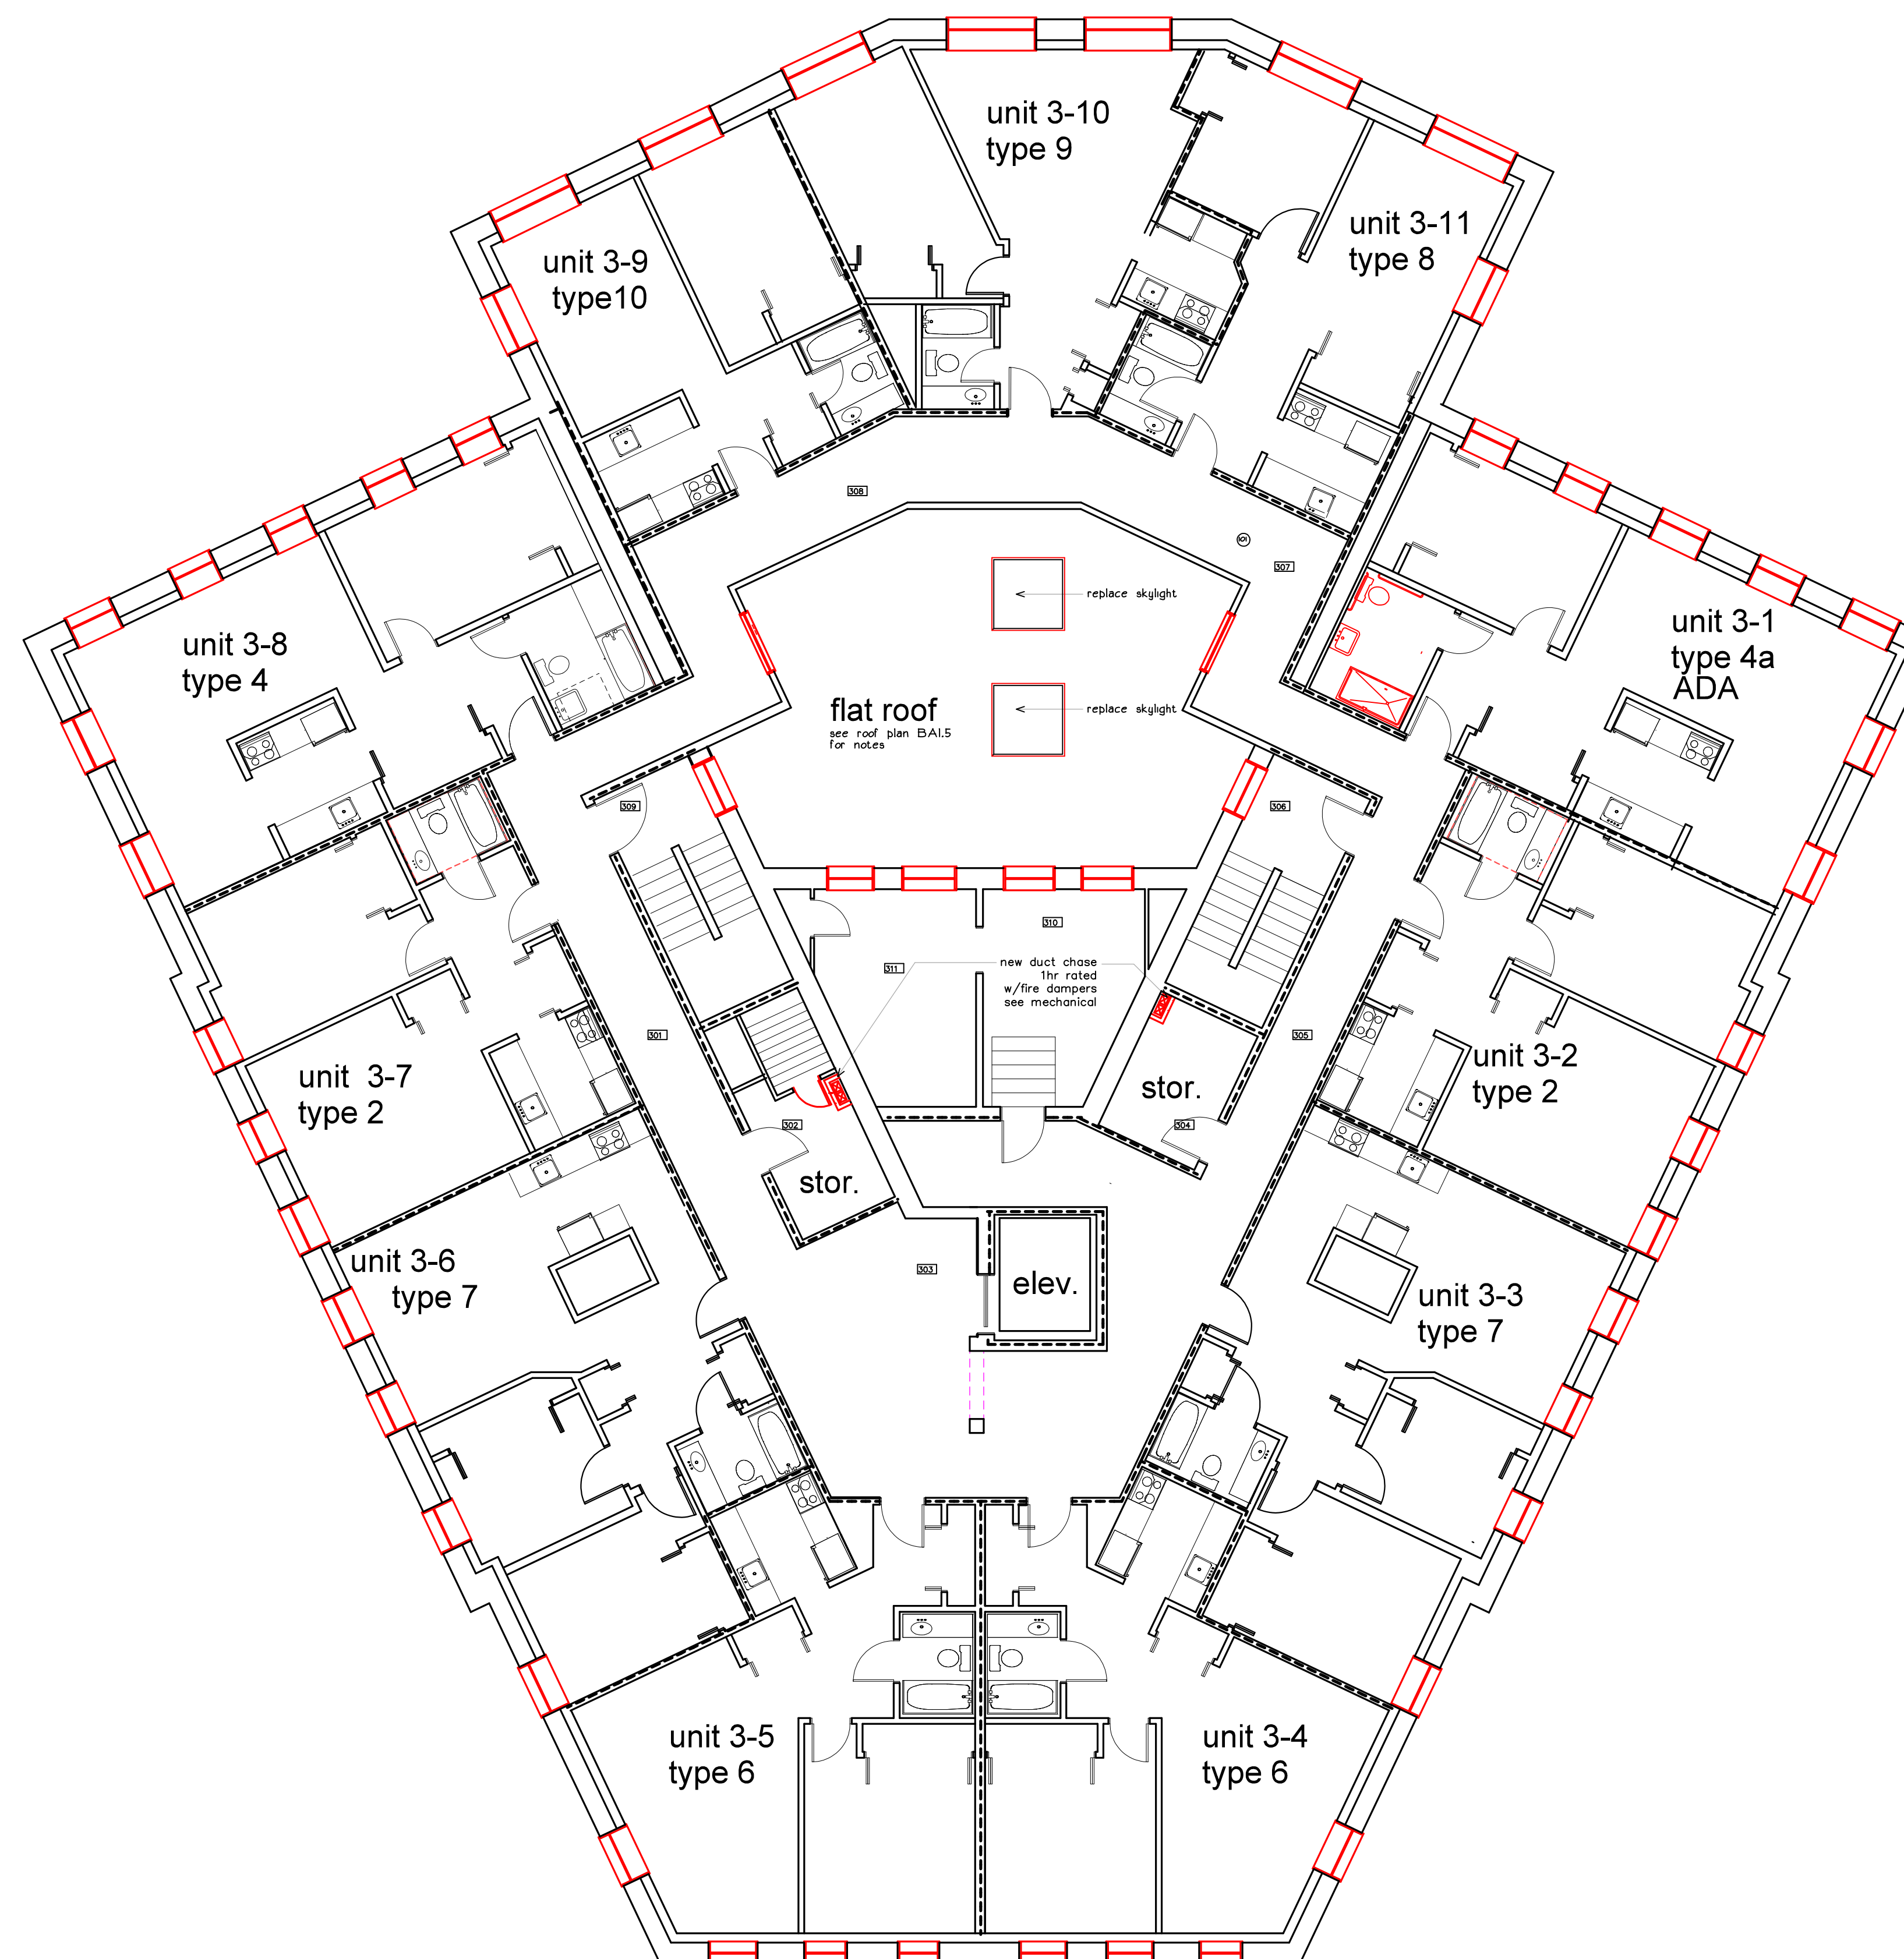 unit 3-10
type 9
unit 3-11
type 8
unit 3-9
type10
308
101
307
replace skylight
unit 3-8
type 4
unit 3-1
type 4a
ADA
flat roof
see roof plan BA1.5
for notes
replace skylight
309
306
310
311
new duct chase
1hr rated
w/fire dampers
see mechanical
301
305
unit 3-7
type 2
unit 3-2
type 2
stor.
302
304
stor.
unit 3-6
type 7
303
elev.
unit 3-3
type 7
unit 3-5
type 6
unit 3-4
type 6